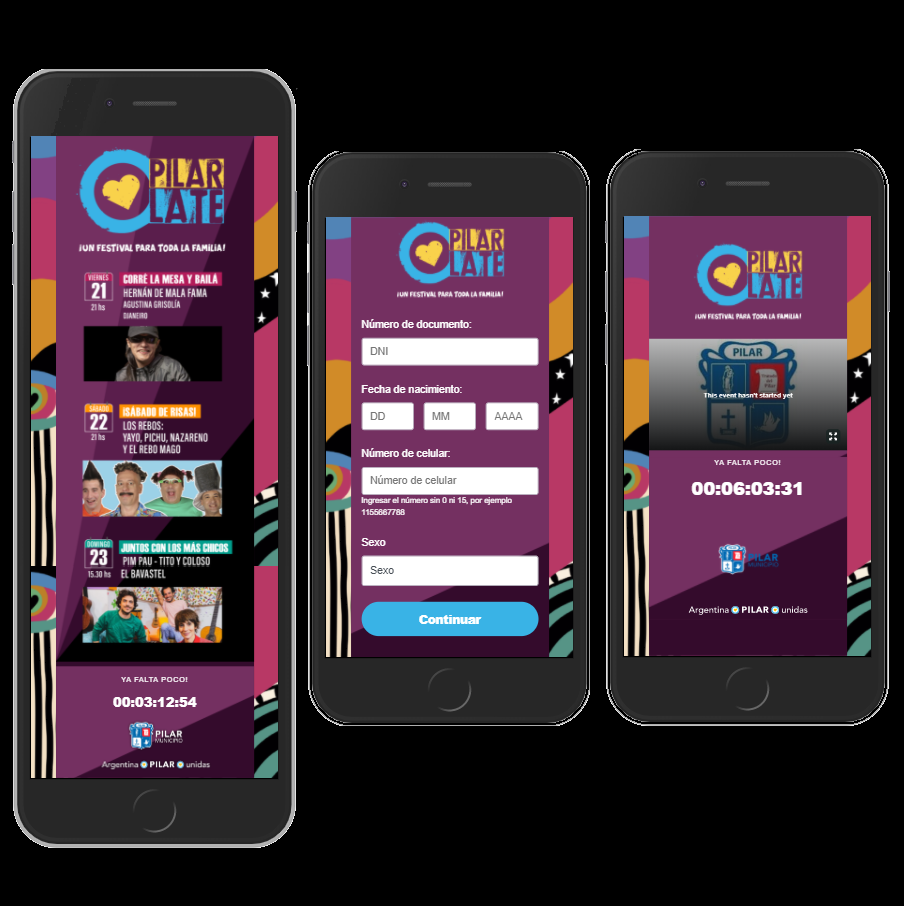 PILAR
LATE
¡UN FESTIVAL PARA TODA LA FAMILIA!
VIERNES
21
21 hs
CORRÉ LA MESA Y BAILÁ
HERNÁN DE MALA FAMA
AGUSTINA GRISOLÍA
DIANEIRO
SÁBADO
22
21 hs
¡SÁBADO DE RISAS!
LOS REBOS:
YAYO, PICHU, NAZARENO
Y EL REBO MAGO
DOMINGO
23
15.30 hs
JUNTOS CON LOS MÁS CHICOS
PIM PAU - TITO Y COLOSO
EL BAVASTEL
YA FALTA POCO!
00:03:12:54
PILAR
MUNICIPIO
Argentina PILAR unidas
PILAR
LATE
¡UN FESTIVAL PARA TODA LA FAMILIA!
Número de documento:
DNI
Fecha de nacimiento:
DD MM AAAA
Número de celular:
Número de celular
Ingresar el número sin 0 ni 15, por ejemplo
1155667788
Sexo
Sexo
Continuar
PILAR
LATE
¡UN FESTIVAL PARA TODA LA FAMILIA!
PILAR
This event hasn't started yet
YA FALTA POCO!
00:06:03:31
PILAR
MUNICIPIO
Argentina PILAR unidas